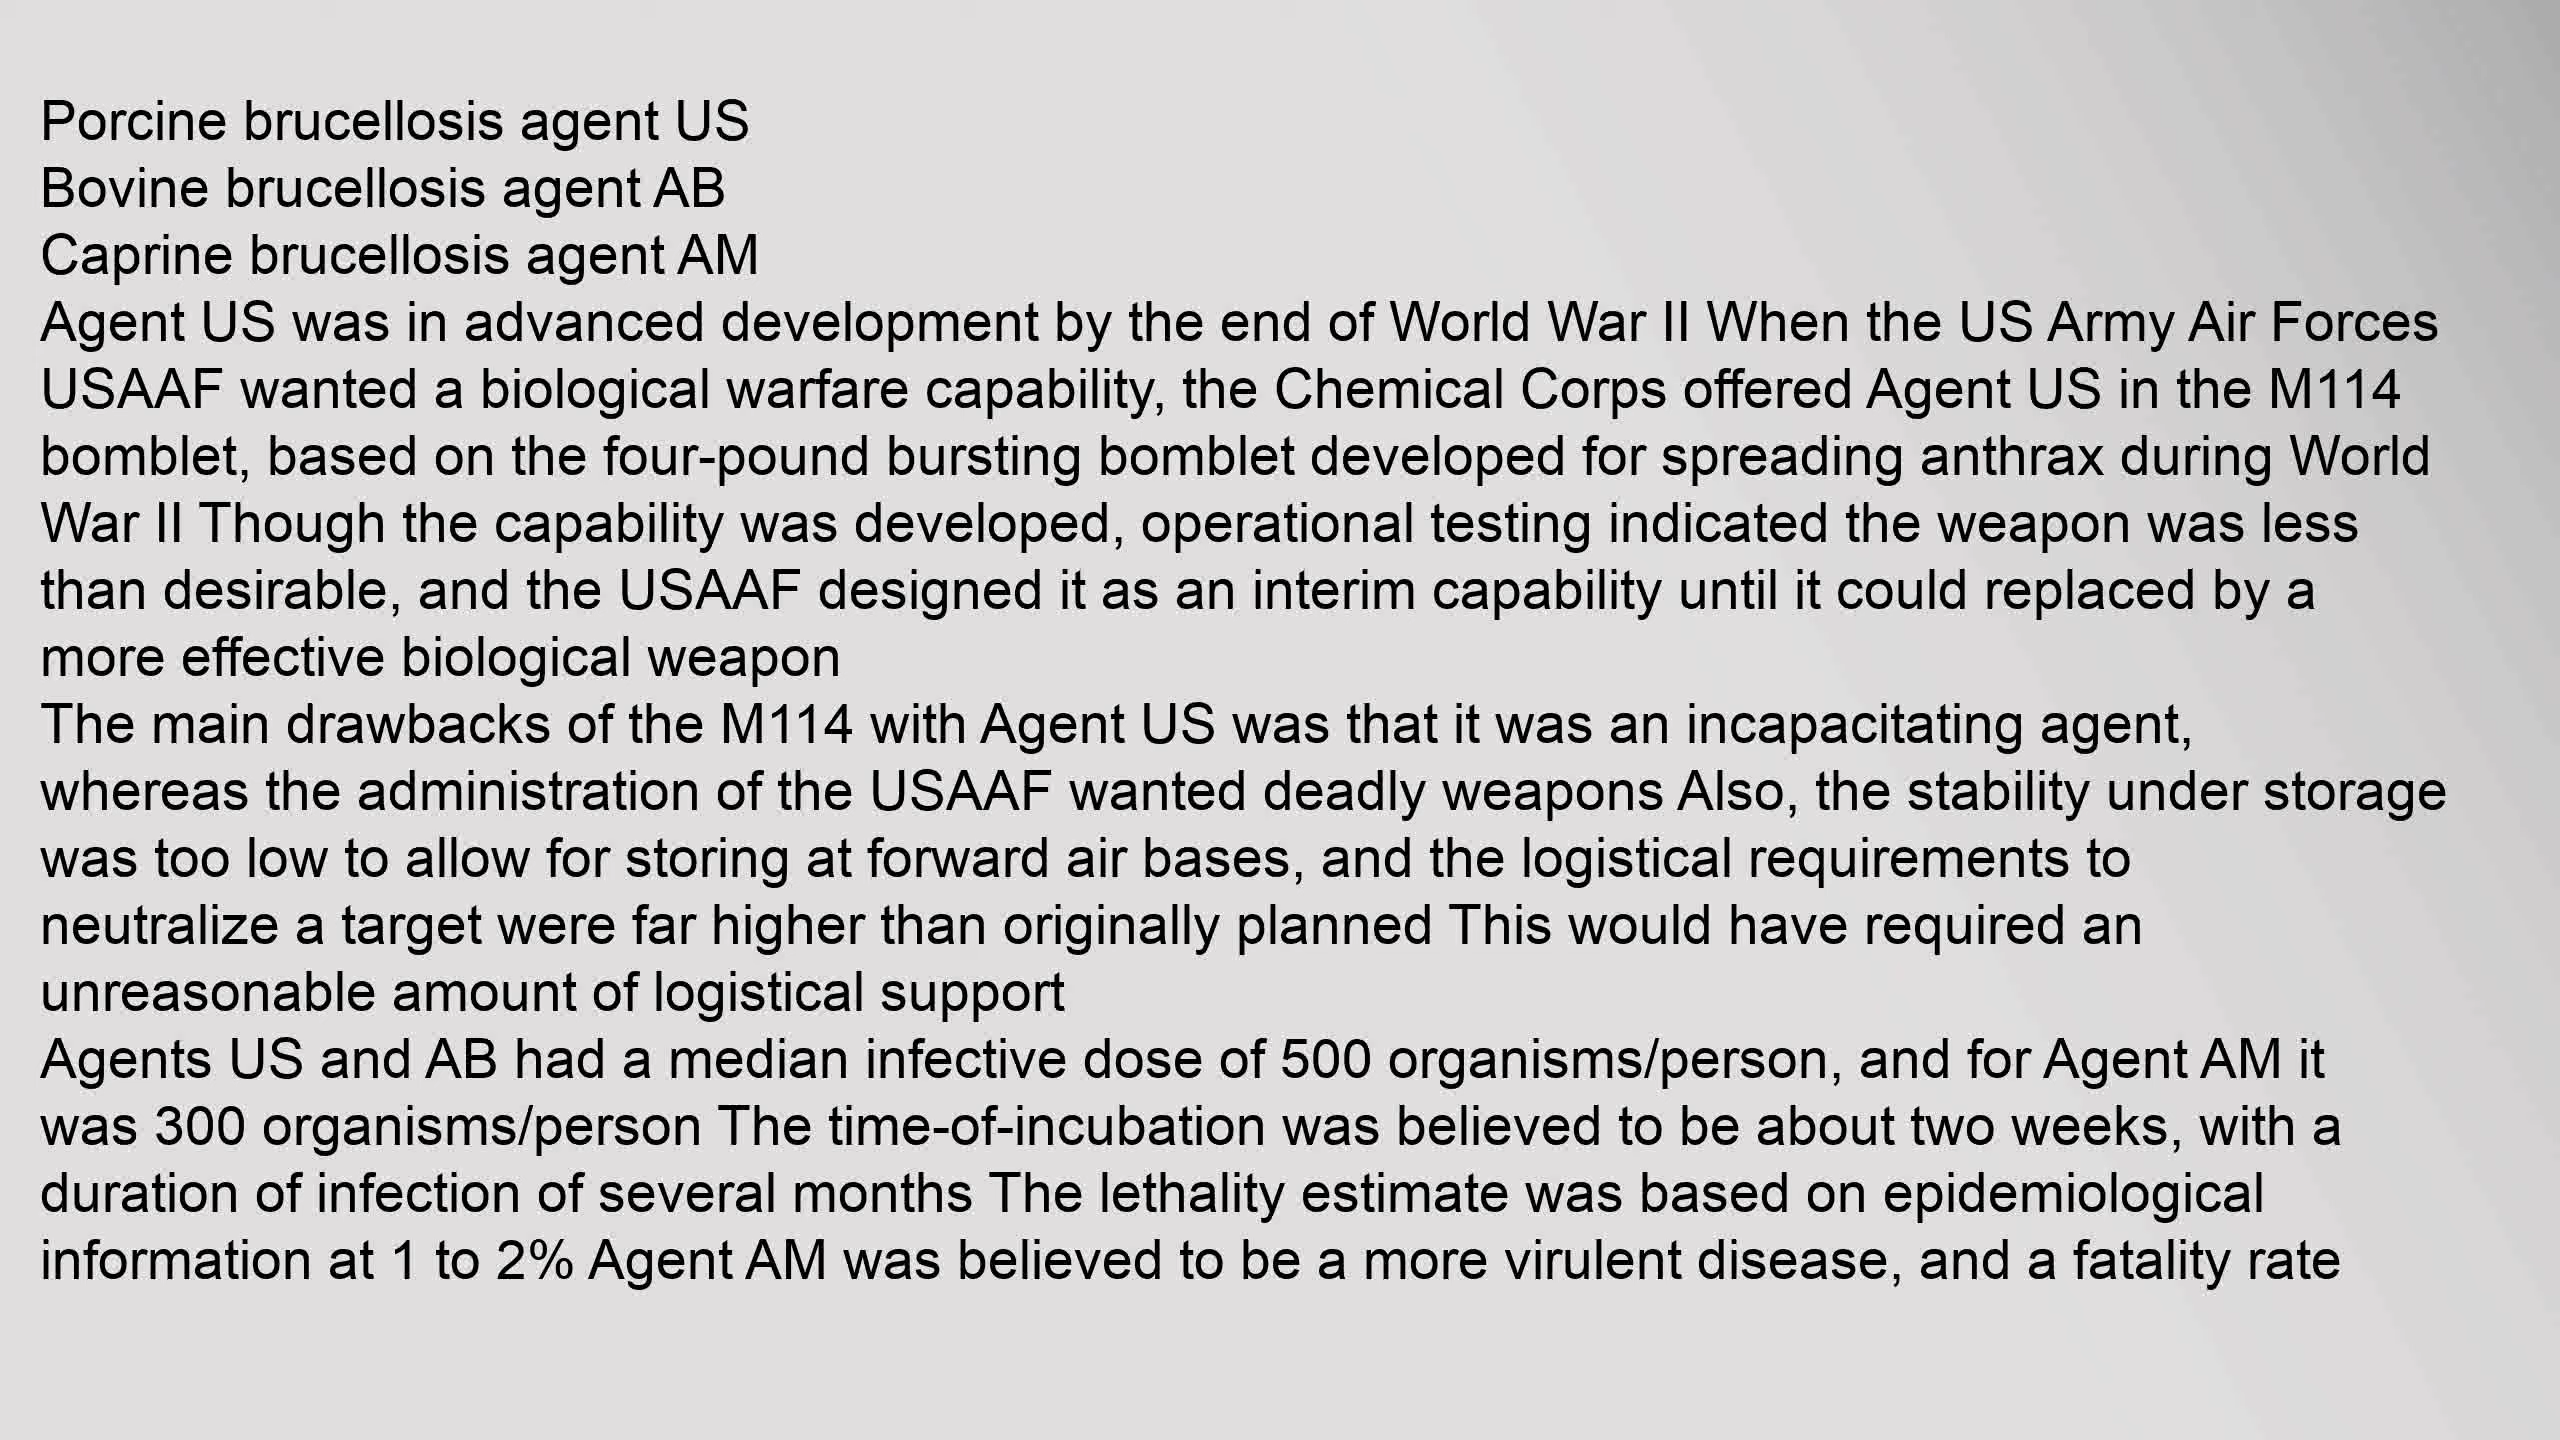 Porcine brucellosis agent US
Bovine brucellosis agent AB
Caprine brucellosis agent AM
Agent US was in advanced development by the end of World War II When the US Army Air Forces
USAAF wanted a biological warfare capability, the Chemical Corps offered Agent US in the M114
bomblet, based on the four-pound bursting bomblet developed for spreading anthrax during World
War II Though the capability was developed, operational testing indicated the weapon was less
than desirable, and the USAAF designed it as an interim capability until it could replaced by a
more effective biological weapon
The main drawbacks of the M114 with Agent US was that it was an incapacitating agent,
whereas the administration of the USAAF wanted deadly weapons Also, the stability under storage
was too low to allow for storing at forward air bases, and the logistical requirements to
neutralize a target were far higher than originally planned This would have required an
unreasonable amount of logistical support
Agents US and AB had a median infective dose of 500 organisms/person, and for Agent AM it
was 300 organisms/person The time-of-incubation was believed to be about two weeks, with a
duration of infection of several months The lethality estimate was based on epidemiological
information at 1 to 2% Agent AM was believed to be a more virulent disease, and a fatality rate